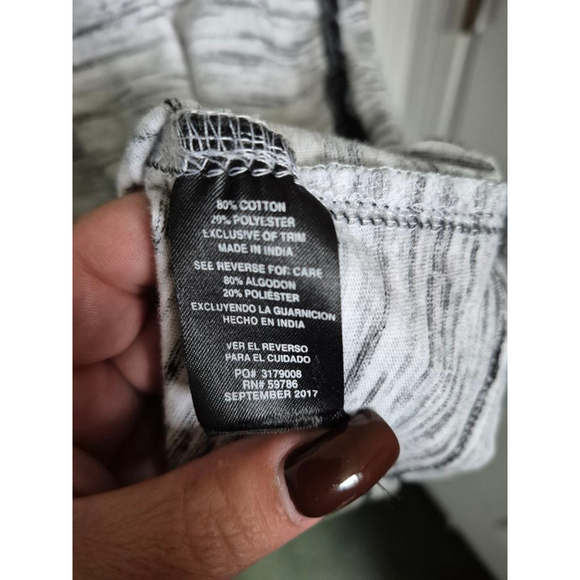 80% COTTON
20% POLYESTER
EXCLUSIVE OF TRIM
MADE IN INDIA
SEE REVERSE FOR CARE
80% ALGODON
20% POLIÉSTER
EXCLUYENDO LA GUARNICION
HECHO EN INDIA
VER EL REVERSO
PARA EL CUIDADO
PO# 3179008
RN# 59786
SEPTEMBER 2017